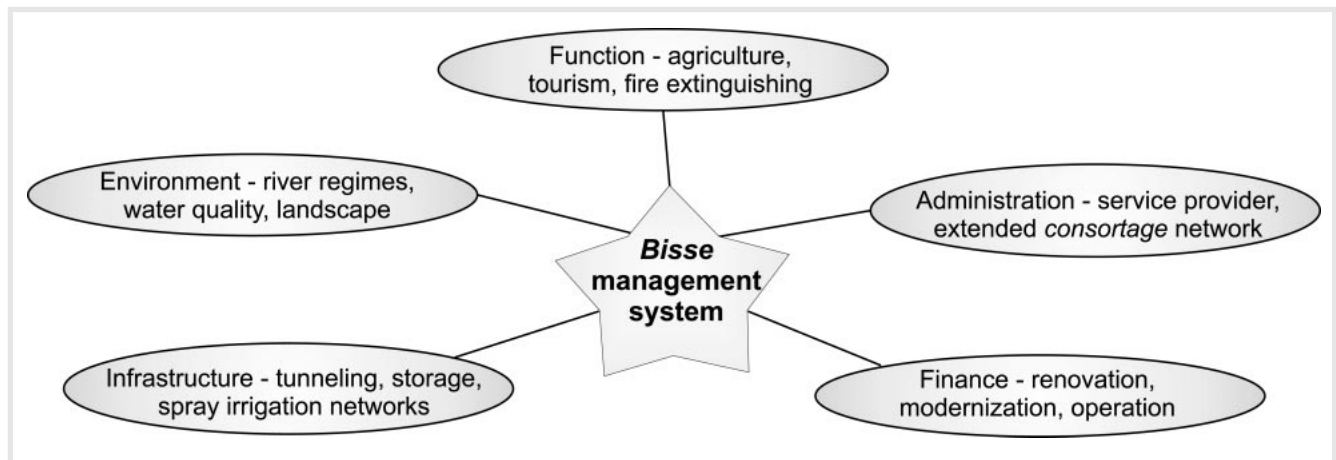 Function - agriculture,
tourism, fire extinguishing
Environment - river regimes,
water quality, landscape
Administration - service provider,
extended consortage network
Bisse
management
system
Infrastructure - tunneling, storage,
spray irrigation networks
Finance - renovation,
modernization, operation